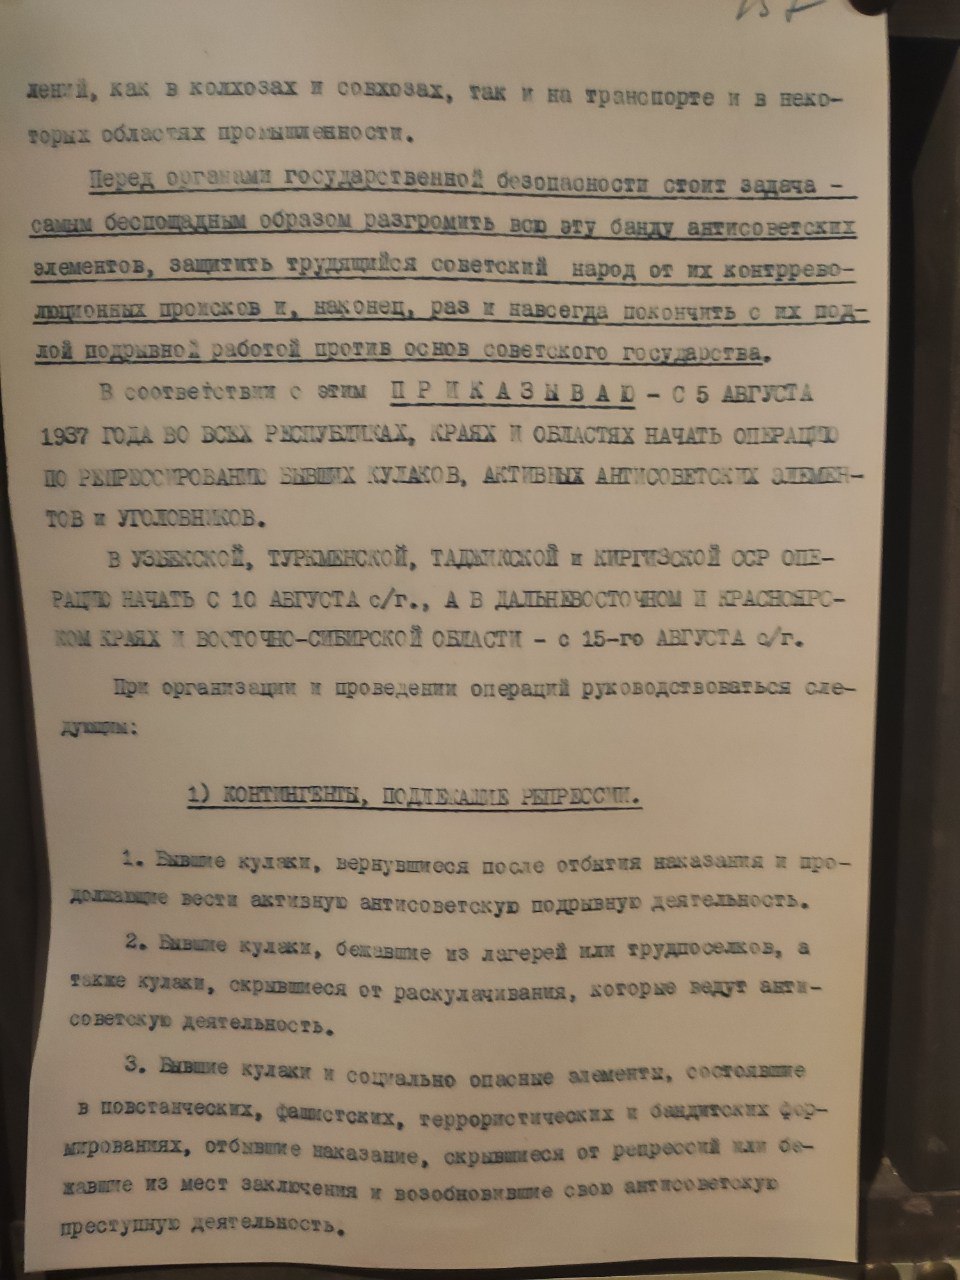 лений, как в колхозах и совхозах, так и на транспорте и в неко-
торых областях промышленности.
Перед органами государственной безопасности стоит задача -
самым беспощадным образом разгромить всю эту банду антисоветских
элементов, защитить трудящийся советский народ от их контррево-
люционных происков и, наконец, раз и навсегда покончить с их под-
лой подрывной работой против основ советского государства.
В соответствии с этим П Р И К А З Ы В А Ю - С 5 АВГУСТА
1937 ГОДА ВО ВСЕХ РЕСПУБЛИКАХ, КРАЯХ И ОБЛАСТЯХ НАЧАТЬ ОПЕРАЦИЮ
ПО РЕПРЕССИРОВАНИЮ БЫВШИХ КУЛАКОВ, АКТИВНЫХ АНТИСОВЕТСКИХ ЭЛЕМЕН-
ТОВ и УГОЛОВНИКОВ.
В УЗБЕКСКОЙ, ТУРКМЕНСКОЙ, ТАДЖИКСКОЙ и КИРГИЗСКОЙ ССР ОПЕ-
РАЦИЮ НАЧАТЬ С 10 АВГУСТА с/г., А В ДАЛЬНЕВОСТОЧНОМ И КРАСНОЯРС-
КОМ КРАЯХ И ВОСТОЧНО-СИБИРСКОЙ ОБЛАСТИ - с 15-го АВГУСТА с/г.
При организации и проведении операций руководствоваться сле-
дующим:
1) КОНТИНГЕНТЫ, ПОДЛЕЖАЩИЕ РЕПРЕССИИ.
1. Бывшие кулаки, вернувшиеся после отбытия наказания и про-
должающие вести активную антисоветскую подрывную деятельность.
2. Бывшие кулаки, бежавшие из лагерей или трудпоселков, а
также кулаки, скрывшиеся от раскулачивания, которые ведут анти-
советскую деятельность.
3. Бывшие кулаки и социально опасные элементы, состоявшие
в повстанческих, фашистских, террористических и бандитских фор-
мированиях, отбывшие наказание, скрывшиеся от репрессий или бе-
жавшие из мест заключения и возобновившие свою антисоветскую
преступную деятельность.